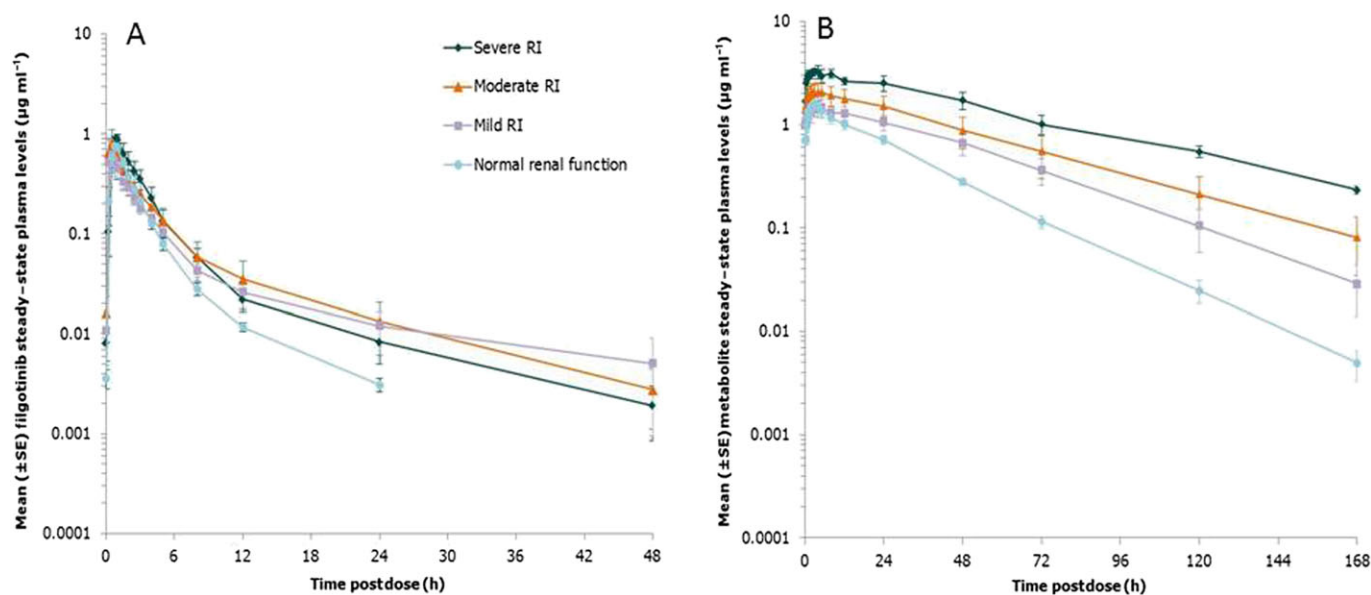 A
Mean (±SE) filgotinib steady-state plasma levels (µg ml⁻¹)
10
1
0.1
0.01
0.001
0.0001
0 6 12 18 24 30 36 42 48
Time postdose (h)
Severe RI
Moderate RI
Mild RI
Normal renal function
B
Mean (±SE) metabolite steady-state plasma levels (µg ml⁻¹)
10
1
0.1
0.01
0.001
0.0001
0 24 48 72 96 120 144 168
Time postdose (h)